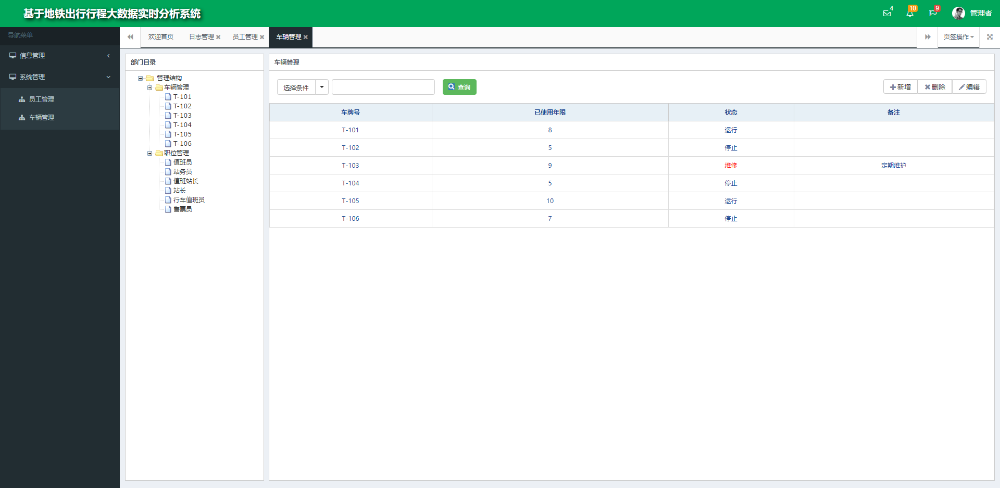 基于地铁出行行程大数据实时分析系统
4
10
9
管理者
导航菜单
信息管理
系统管理
员工管理
车辆管理
欢迎首页
日志管理
员工管理
车辆管理
页签操作
部门目录
管理结构
车辆管理
T-101
T-102
T-103
T-104
T-105
T-106
职位管理
值班员
站务员
值班站长
站长
行车值班员
售票员
车辆管理
选择条件
查询
新增 删除 编辑
车牌号 已使用年限 状态 备注
T-101 8 运行
T-102 5 停止
T-103 9 维修 定期维护
T-104 5 停止
T-105 10 运行
T-106 7 停止